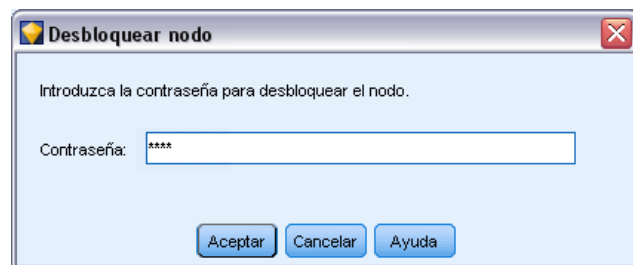 Desbloquear nodo
Introduzca la contraseña para desbloquear el nodo.
Contraseña: ****
Aceptar Cancelar Ayuda